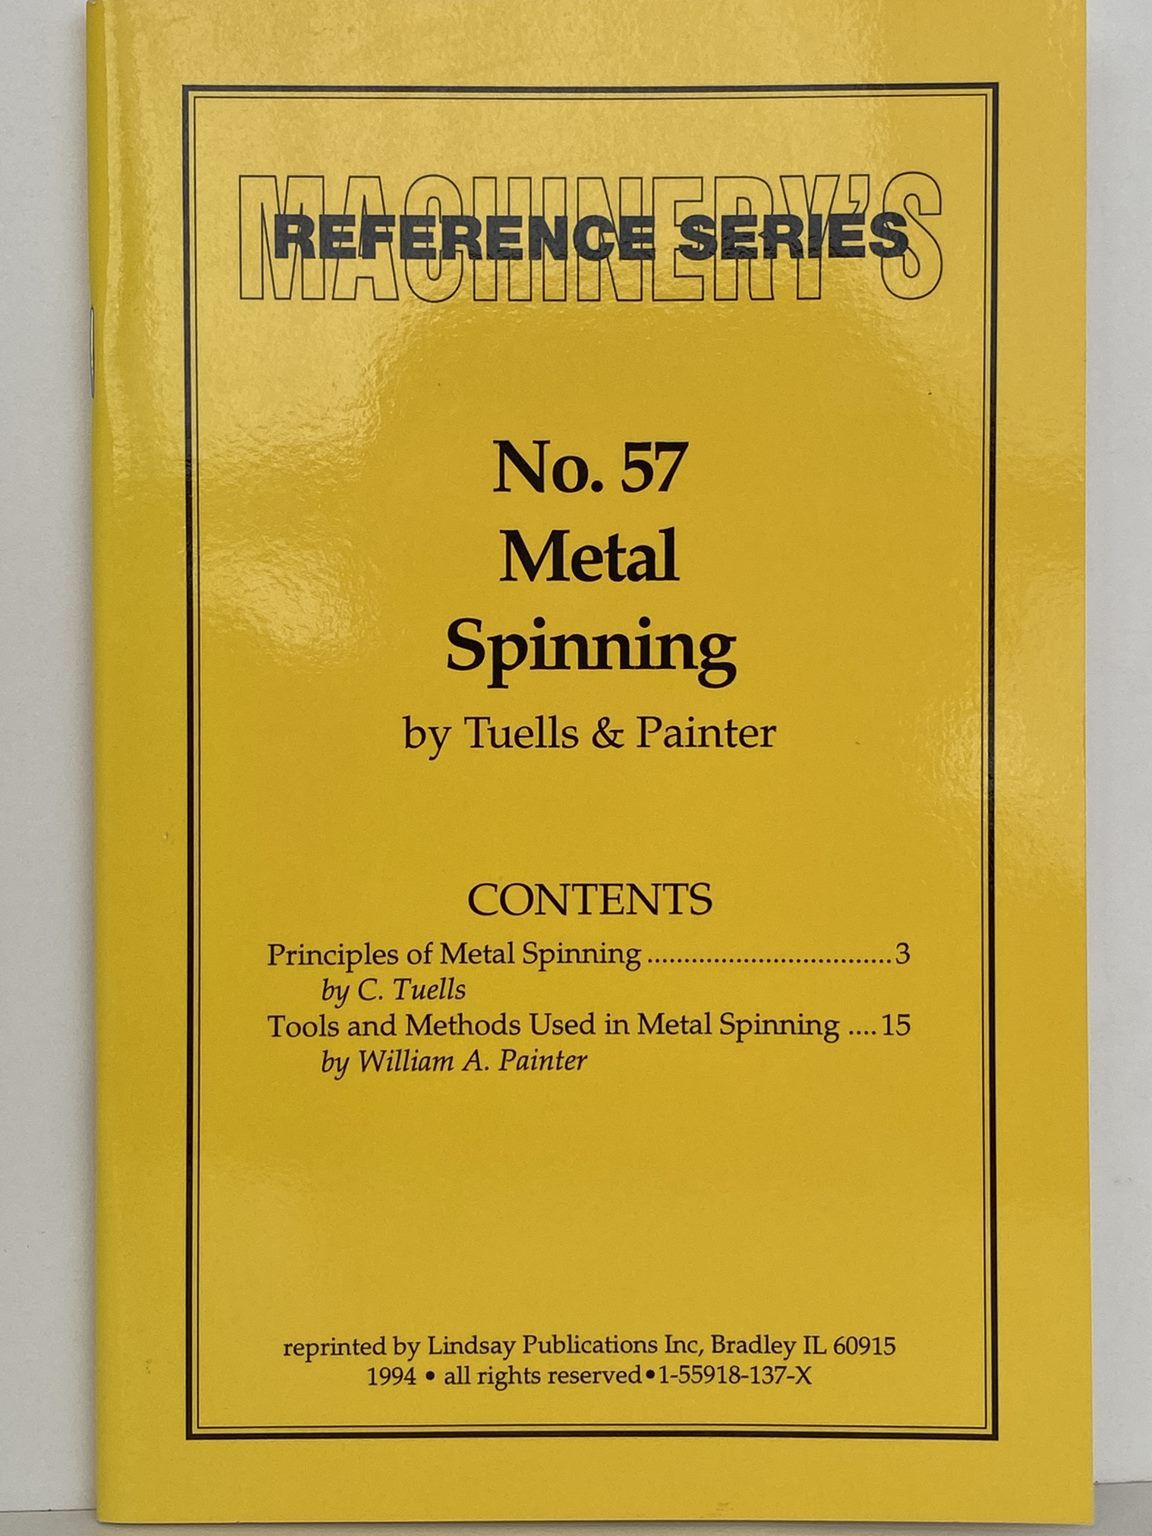 MACHINERY'S
REFERENCE SERIES
No. 57
Metal
Spinning
by Tuells & Painter
CONTENTS
Principles of Metal Spinning ................................. 3
by C. Tuells
Tools and Methods Used in Metal Spinning .... 15
by William A. Painter
reprinted by Lindsay Publications Inc, Bradley IL 60915
1994 • all rights reserved•1-55918-137-X